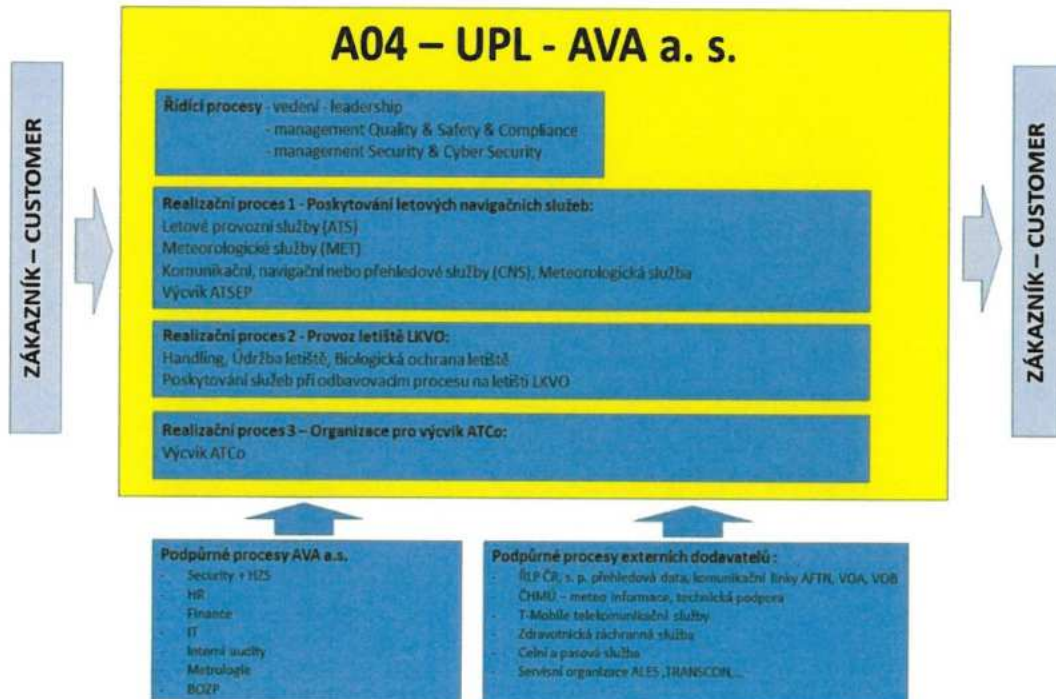 A04 – UPL - AVA a. s.
ZÁKAZNÍK – CUSTOMER
Řídící procesy - vedení - leadership
- management Quality & Safety & Compliance
- management Security & Cyber Security
Realizační proces 1 - Poskytování letových navigačních služeb:
Letové provozní služby (ATS)
Meteorologické služby (MET)
Komunikační, navigační nebo přehledové služby (CNS), Meteorologická služba
Výcvik ATSEP
Realizační proces 2 - Provoz letiště LKVO:
Handling, Údržba letiště, Biologická ochrana letiště
Poskytování služeb při odbavovacím procesu na letišti LKVO
Realizační proces 3 – Organizace pro výcvik ATCo:
Výcvik ATCo
ZÁKAZNÍK – CUSTOMER
Podpůrné procesy AVA a.s.
- Security + HZS
- HR
- Finance
- IT
- Interní audity
- Metrologie
- BOZP
Podpůrné procesy externích dodavatelů :
- ŘLP ČR, s. p. přehledová data, komunikační linky AFTN, VDA, VDB
- ČHMÚ – meteo informace, technická podpora
- T-Mobile telekomunikační služby
- Zdravotnická záchranná služba
- Celní a pasová služba
- Servisní organizace ALES ,TRANSCON,...